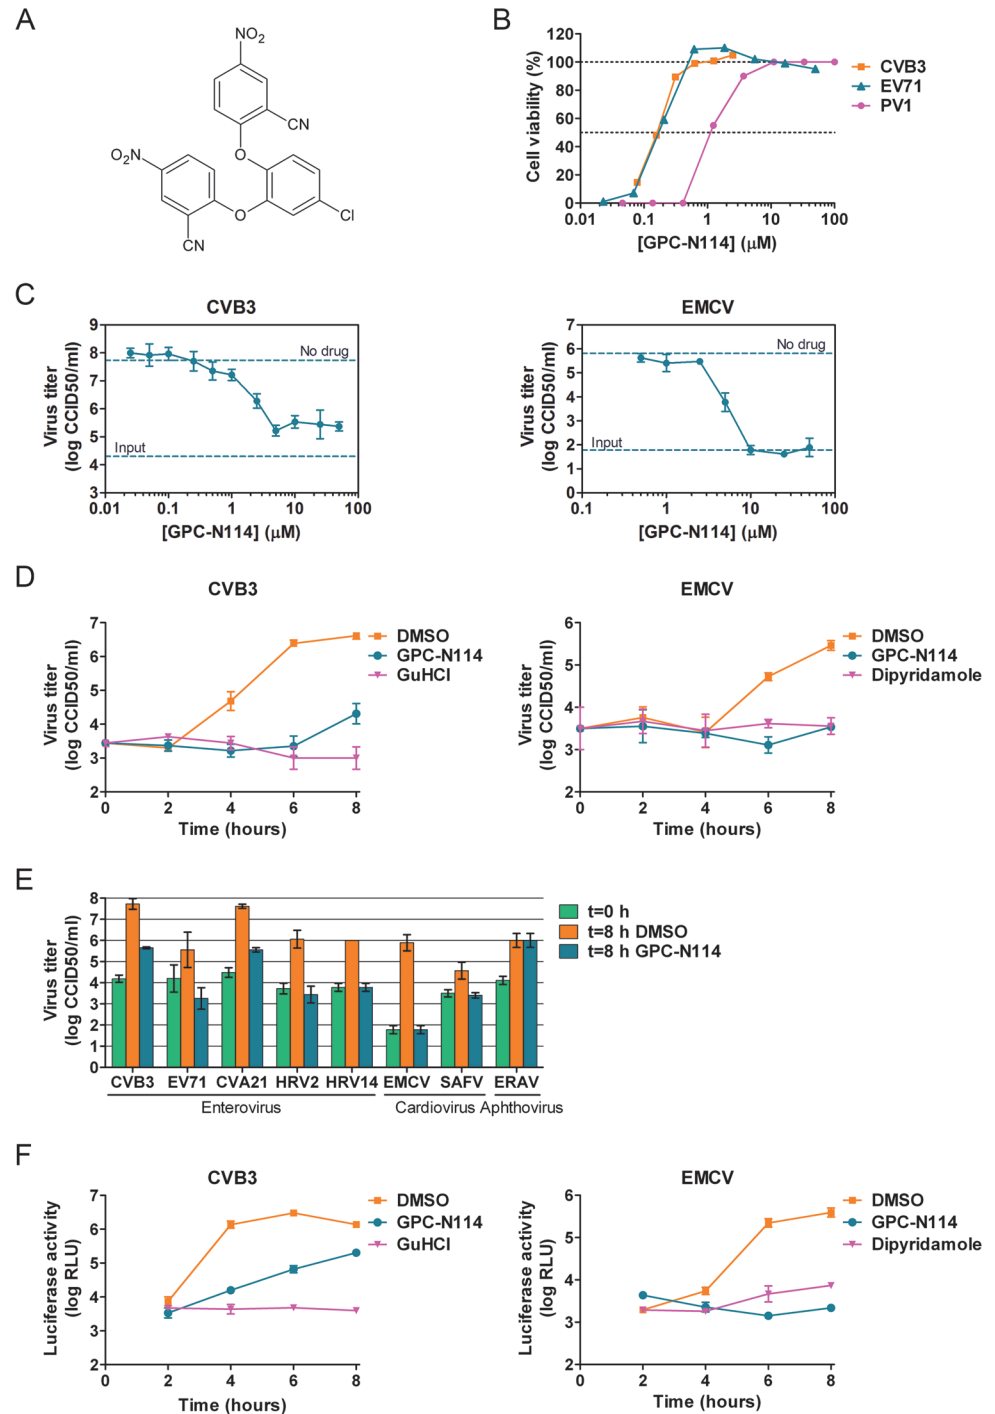 A
NO2
CN
O
NO2
O
Cl
CN
B
120
100
80
60
40
20
0
Cell viability (%)
0.01 0.1 1 10 100
[GPC-N114] (μM)
CVB3
EV71
PV1
C
CVB3
9
8
7
6
5
4
3
Virus titer
(log CCID50/ml)
No drug
Input
0.01 0.1 1 10 100
[GPC-N114] (μM)
EMCV
7
6
5
4
3
2
1
0
Virus titer
(log CCID50/ml)
No drug
Input
0.1 1 10 100
[GPC-N114] (μM)
D
CVB3
7
6
5
4
3
2
Virus titer
(log CCID50/ml)
0 2 4 6 8
Time (hours)
DMSO
GPC-N114
GuHCl
EMCV
6
5
4
3
2
Virus titer
(log CCID50/ml)
0 2 4 6 8
Time (hours)
DMSO
GPC-N114
Dipyridamole
E
8
7
6
5
4
3
2
1
0
Virus titer
(log CCID50/ml)
CVB3 EV71 CVA21 HRV2 HRV14 EMCV SAFV ERAV
Enterovirus Cardiovirus Aphthovirus
t=0 h
t=8 h DMSO
t=8 h GPC-N114
F
CVB3
7
6
5
4
3
2
Luciferase activity
(log RLU)
0 2 4 6 8
Time (hours)
DMSO
GPC-N114
GuHCl
EMCV
6
5
4
3
2
Luciferase activity
(log RLU)
0 2 4 6 8
Time (hours)
DMSO
GPC-N114
Dipyridamole